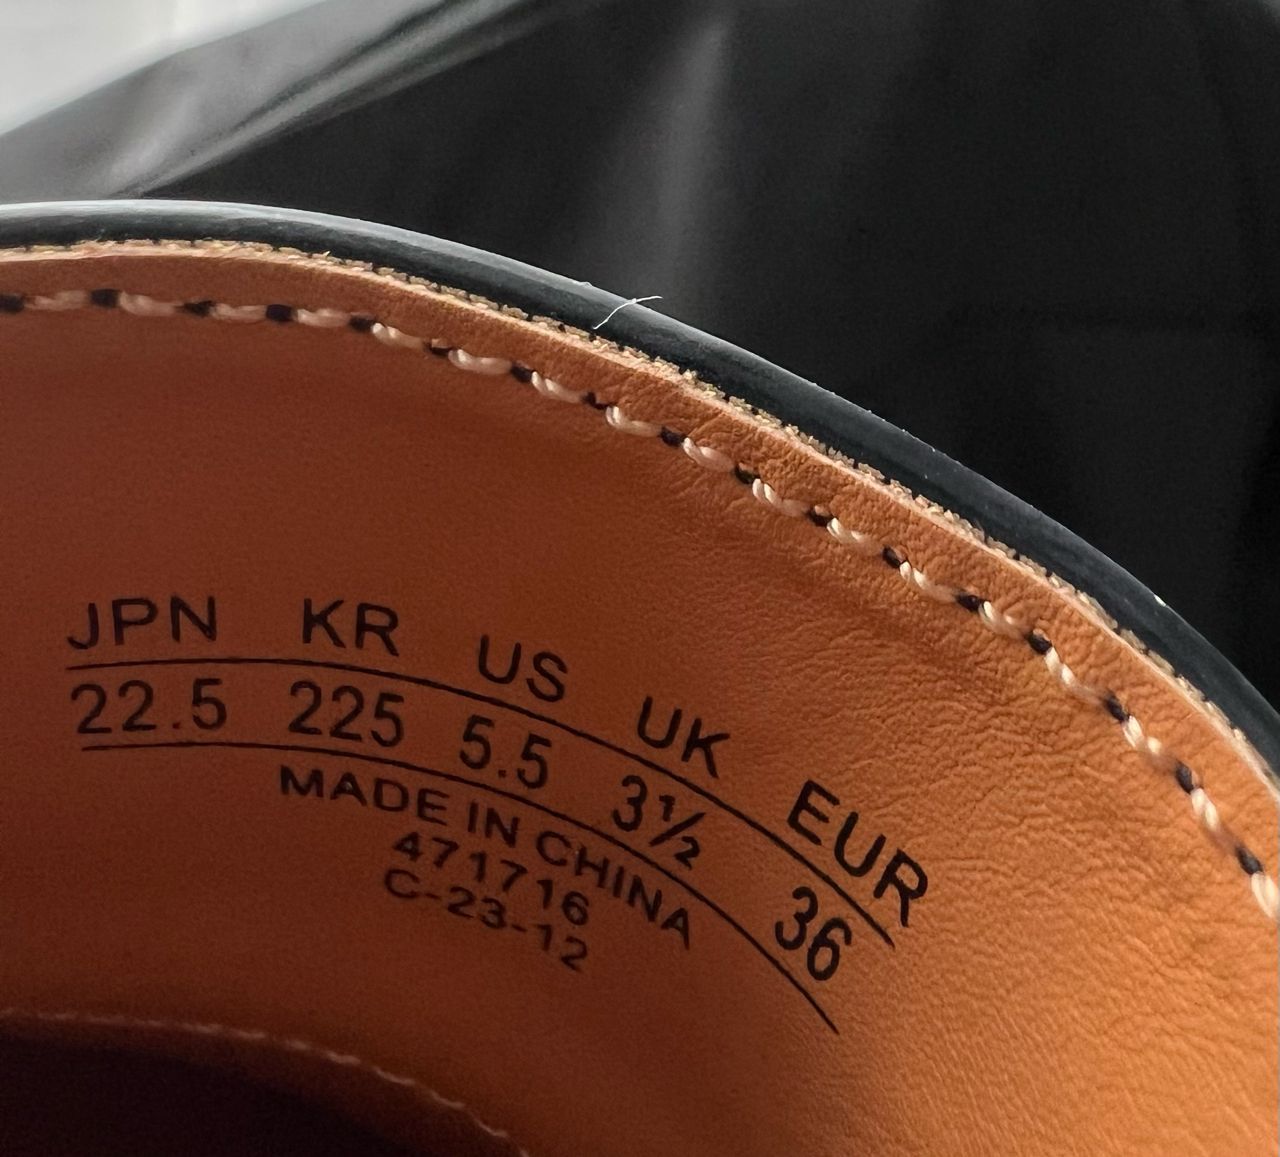 JPN KR US UK EUR
22.5 225 5.5 3½ 36
MADE IN CHINA
471716
C-23-12